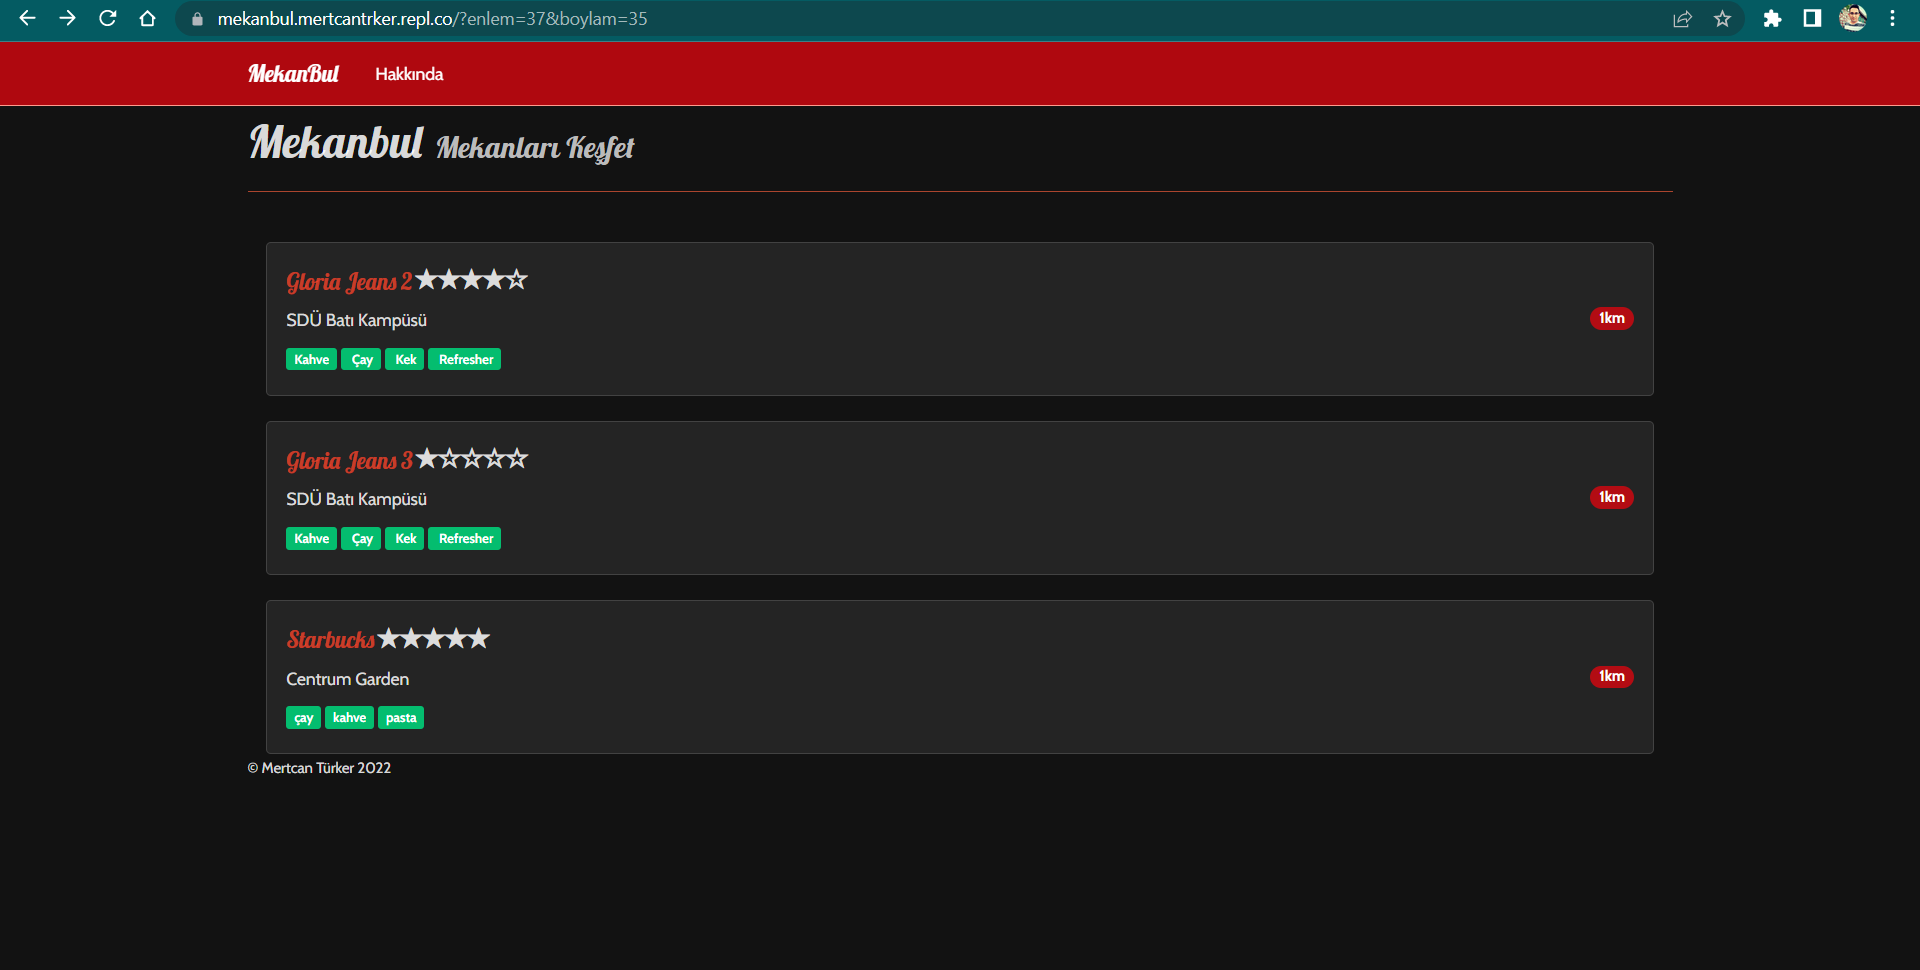 mekanbul.mertcantrker.repl.co/?enlem=37&boylam=35
MekanBul Hakkında
Mekanbul Mekanları Keşfet
Gloria Jeans 2 ★★★★☆
SDÜ Batı Kampüsü
1km
Kahve Çay Kek Refresher
Gloria Jeans 3 ★☆☆☆☆
SDÜ Batı Kampüsü
1km
Kahve Çay Kek Refresher
Starbucks ★★★★★
Centrum Garden
1km
çay kahve pasta
© Mertcan Türker 2022